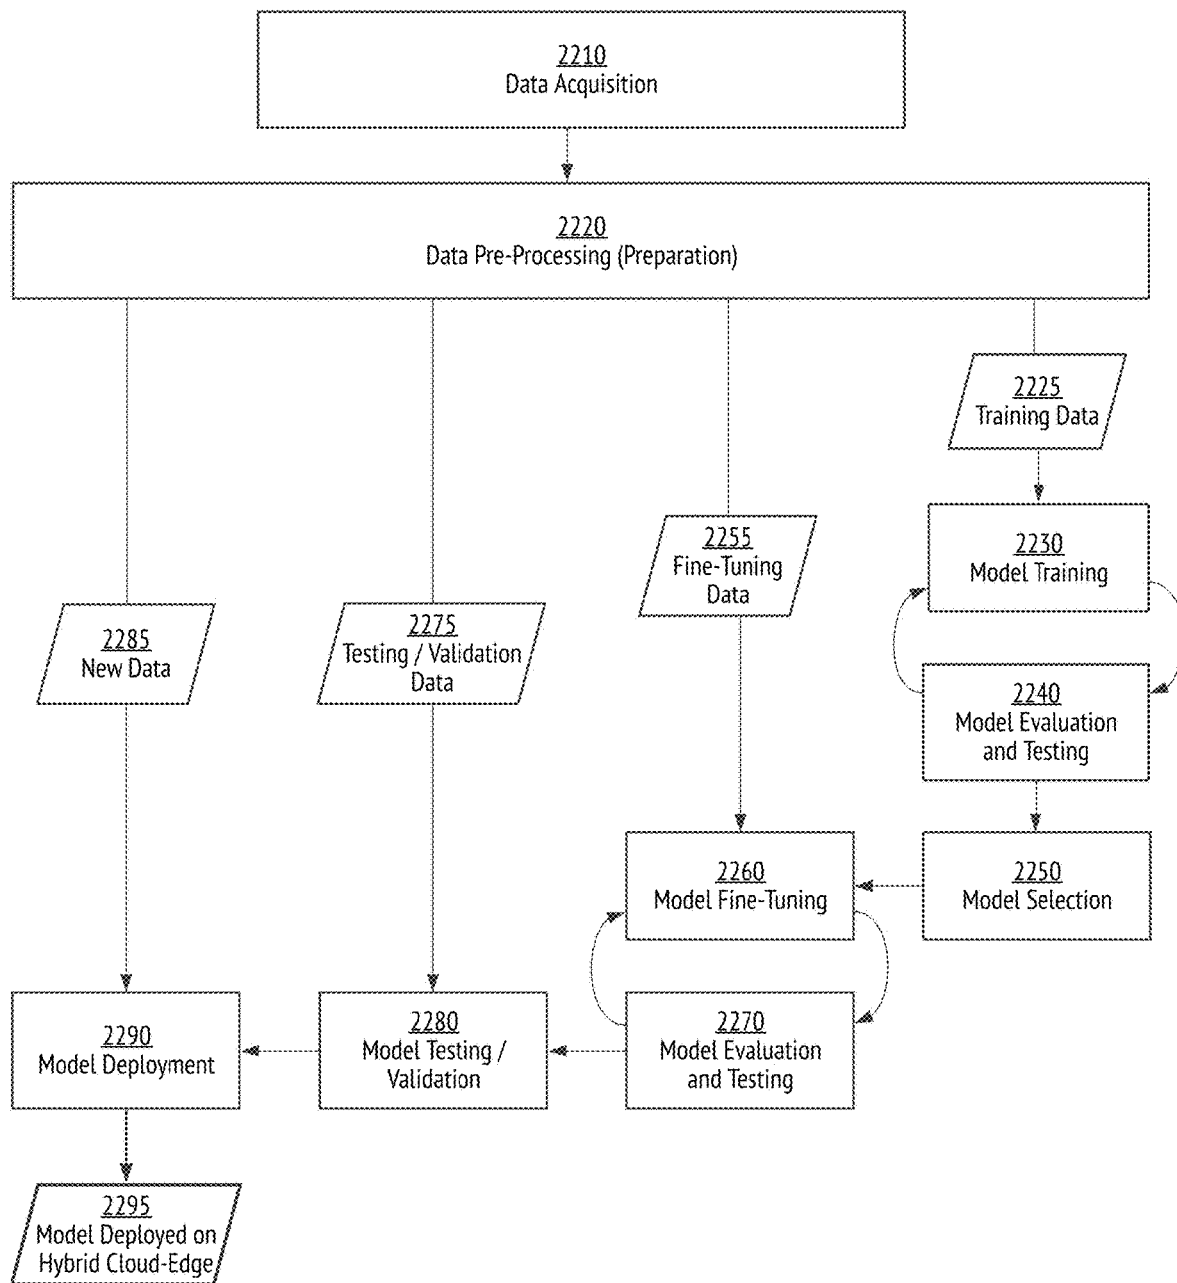 2210
Data Acquisition
2220
Data Pre-Processing (Preparation)
2225
Training Data
2230
Model Training
2255
Fine-Tuning
Data
2285
New Data
2275
Testing / Validation
Data
2240
Model Evaluation
and Testing
2260
Model Fine-Tuning
2250
Model Selection
2290
Model Deployment
2280
Model Testing /
Validation
2270
Model Evaluation
and Testing
2295
Model Deployed on
Hybrid Cloud-Edge